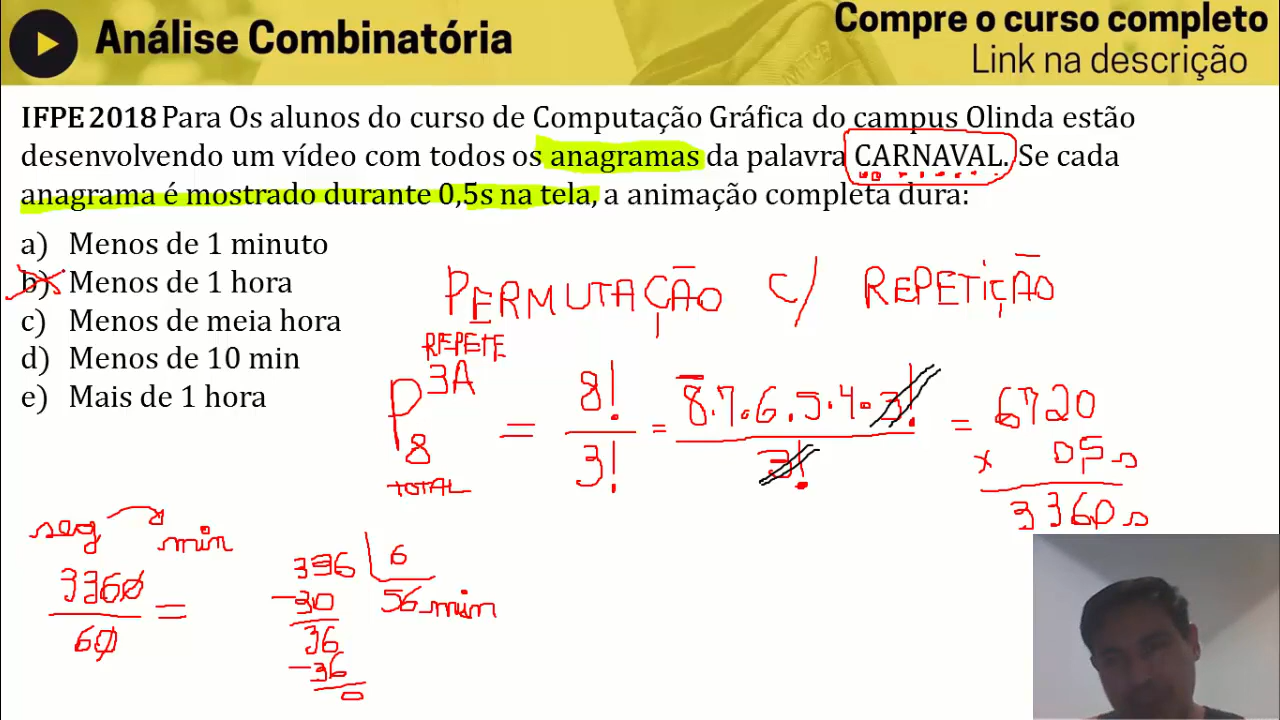 Análise Combinatória
Compre o curso completo
Link na descrição
IFPE 2018 Para Os alunos do curso de Computação Gráfica do campus Olinda estão
desenvolvendo um vídeo com todos os anagramas da palavra CARNAVAL. Se cada
anagrama é mostrado durante 0,5s na tela, a animação completa dura:
a) Menos de 1 minuto
b) Menos de 1 hora
c) Menos de meia hora
d) Menos de 10 min
e) Mais de 1 hora
PERMUTAÇÃO C/ REPETIÇÃO
REPETE
P 3A 8 = 8! / 3! = 8.7.6.5.4.3! / 3! = 6720
TOTAL
x 05 s
3360 s
seg min
3360 / 60 =
336 6
-30 56 min
36
-36
0